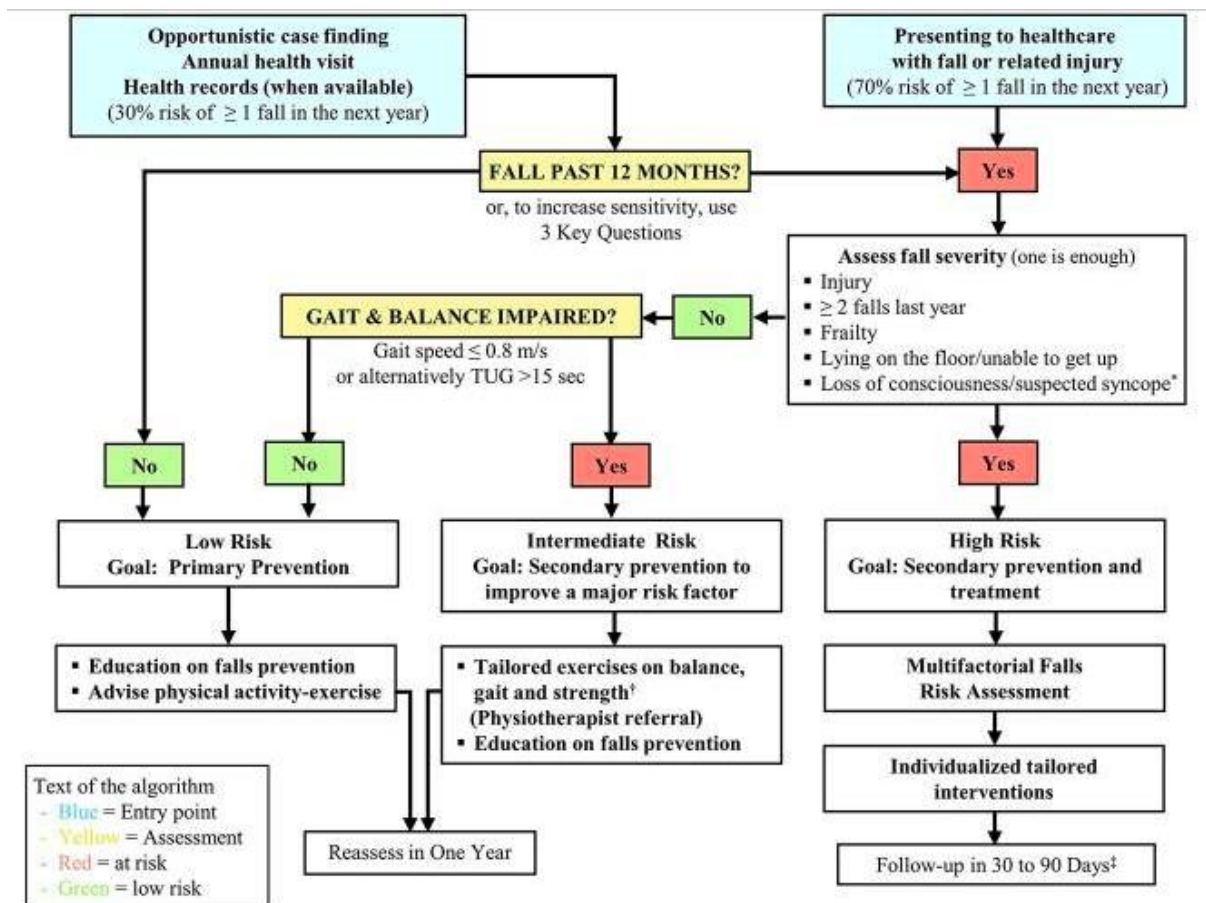 Opportunistic case finding
Annual health visit
Health records (when available)
(30% risk of ≥ 1 fall in the next year)
Presenting to healthcare
with fall or related injury
(70% risk of ≥ 1 fall in the next year)
FALL PAST 12 MONTHS?
Yes
or, to increase sensitivity, use
3 Key Questions
Assess fall severity (one is enough)
▪ Injury
▪ ≥ 2 falls last year
▪ Frailty
▪ Lying on the floor/unable to get up
▪ Loss of consciousness/suspected syncope*
GAIT & BALANCE IMPAIRED?
No
Gait speed ≤ 0.8 m/s
or alternatively TUG >15 sec
No
No
Yes
Yes
Low Risk
Goal: Primary Prevention
Intermediate Risk
Goal: Secondary prevention to
improve a major risk factor
High Risk
Goal: Secondary prevention and
treatment
▪ Education on falls prevention
▪ Advise physical activity-exercise
▪ Tailored exercises on balance,
gait and strength†
(Physiotherapist referral)
▪ Education on falls prevention
Multifactorial Falls
Risk Assessment
Individualized tailored
interventions
Text of the algorithm
- Blue = Entry point
- Yellow = Assessment
- Red = at risk
- Green = low risk
Reassess in One Year
Follow-up in 30 to 90 Days‡